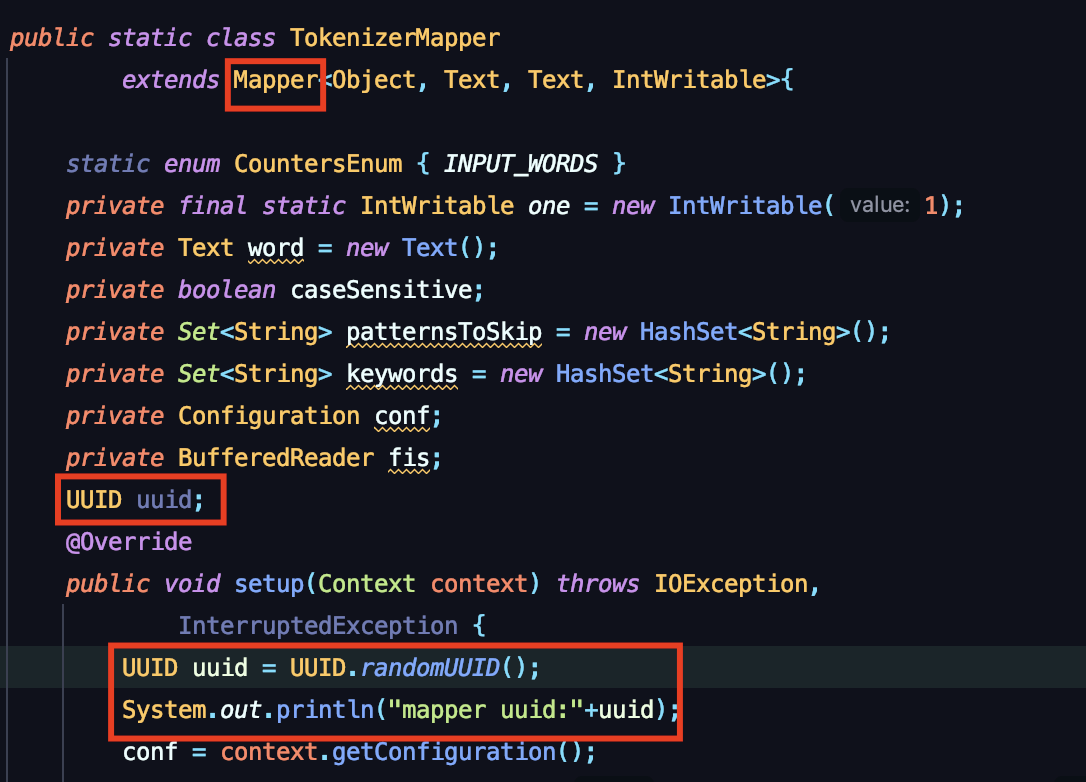 public static class TokenizerMapper
extends Mapper<Object, Text, Text, IntWritable>{
static enum CountersEnum { INPUT_WORDS }
private final static IntWritable one = new IntWritable( value: 1);
private Text word = new Text();
private boolean caseSensitive;
private Set<String> patternsToSkip = new HashSet<String>();
private Set<String> keywords = new HashSet<String>();
private Configuration conf;
private BufferedReader fis;
UUID uuid;
@Override
public void setup(Context context) throws IOException,
InterruptedException {
UUID uuid = UUID.randomUUID();
System.out.println("mapper uuid:"+uuid);
conf = context.getConfiguration();